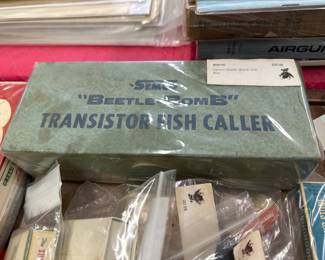 SEMCO
"BEETLE-BOMB"
TRANSISTOR FISH CALLER
AIRGUN